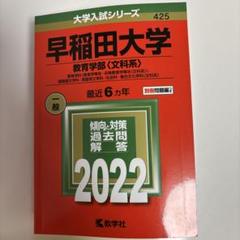 大学入試シリーズ
425
早稲田大学
教育学部〈文科系〉
一般
最近6カ年
別冊問題編
傾向と対策
過去問
解答
2022
教学社